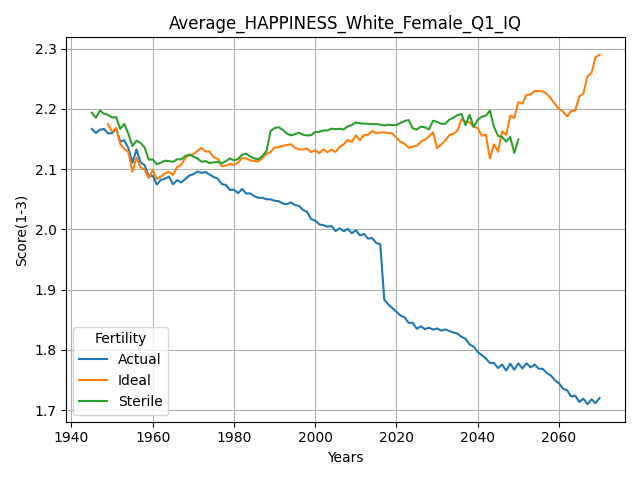 Average_HAPPINESS_White_Female_Q1_IQ
Score(1-3)
2.3
2.2
2.1
2.0
1.9
1.8
1.7
Fertility
Actual
Ideal
Sterile
1940 1960 1980 2000 2020 2040 2060
Years